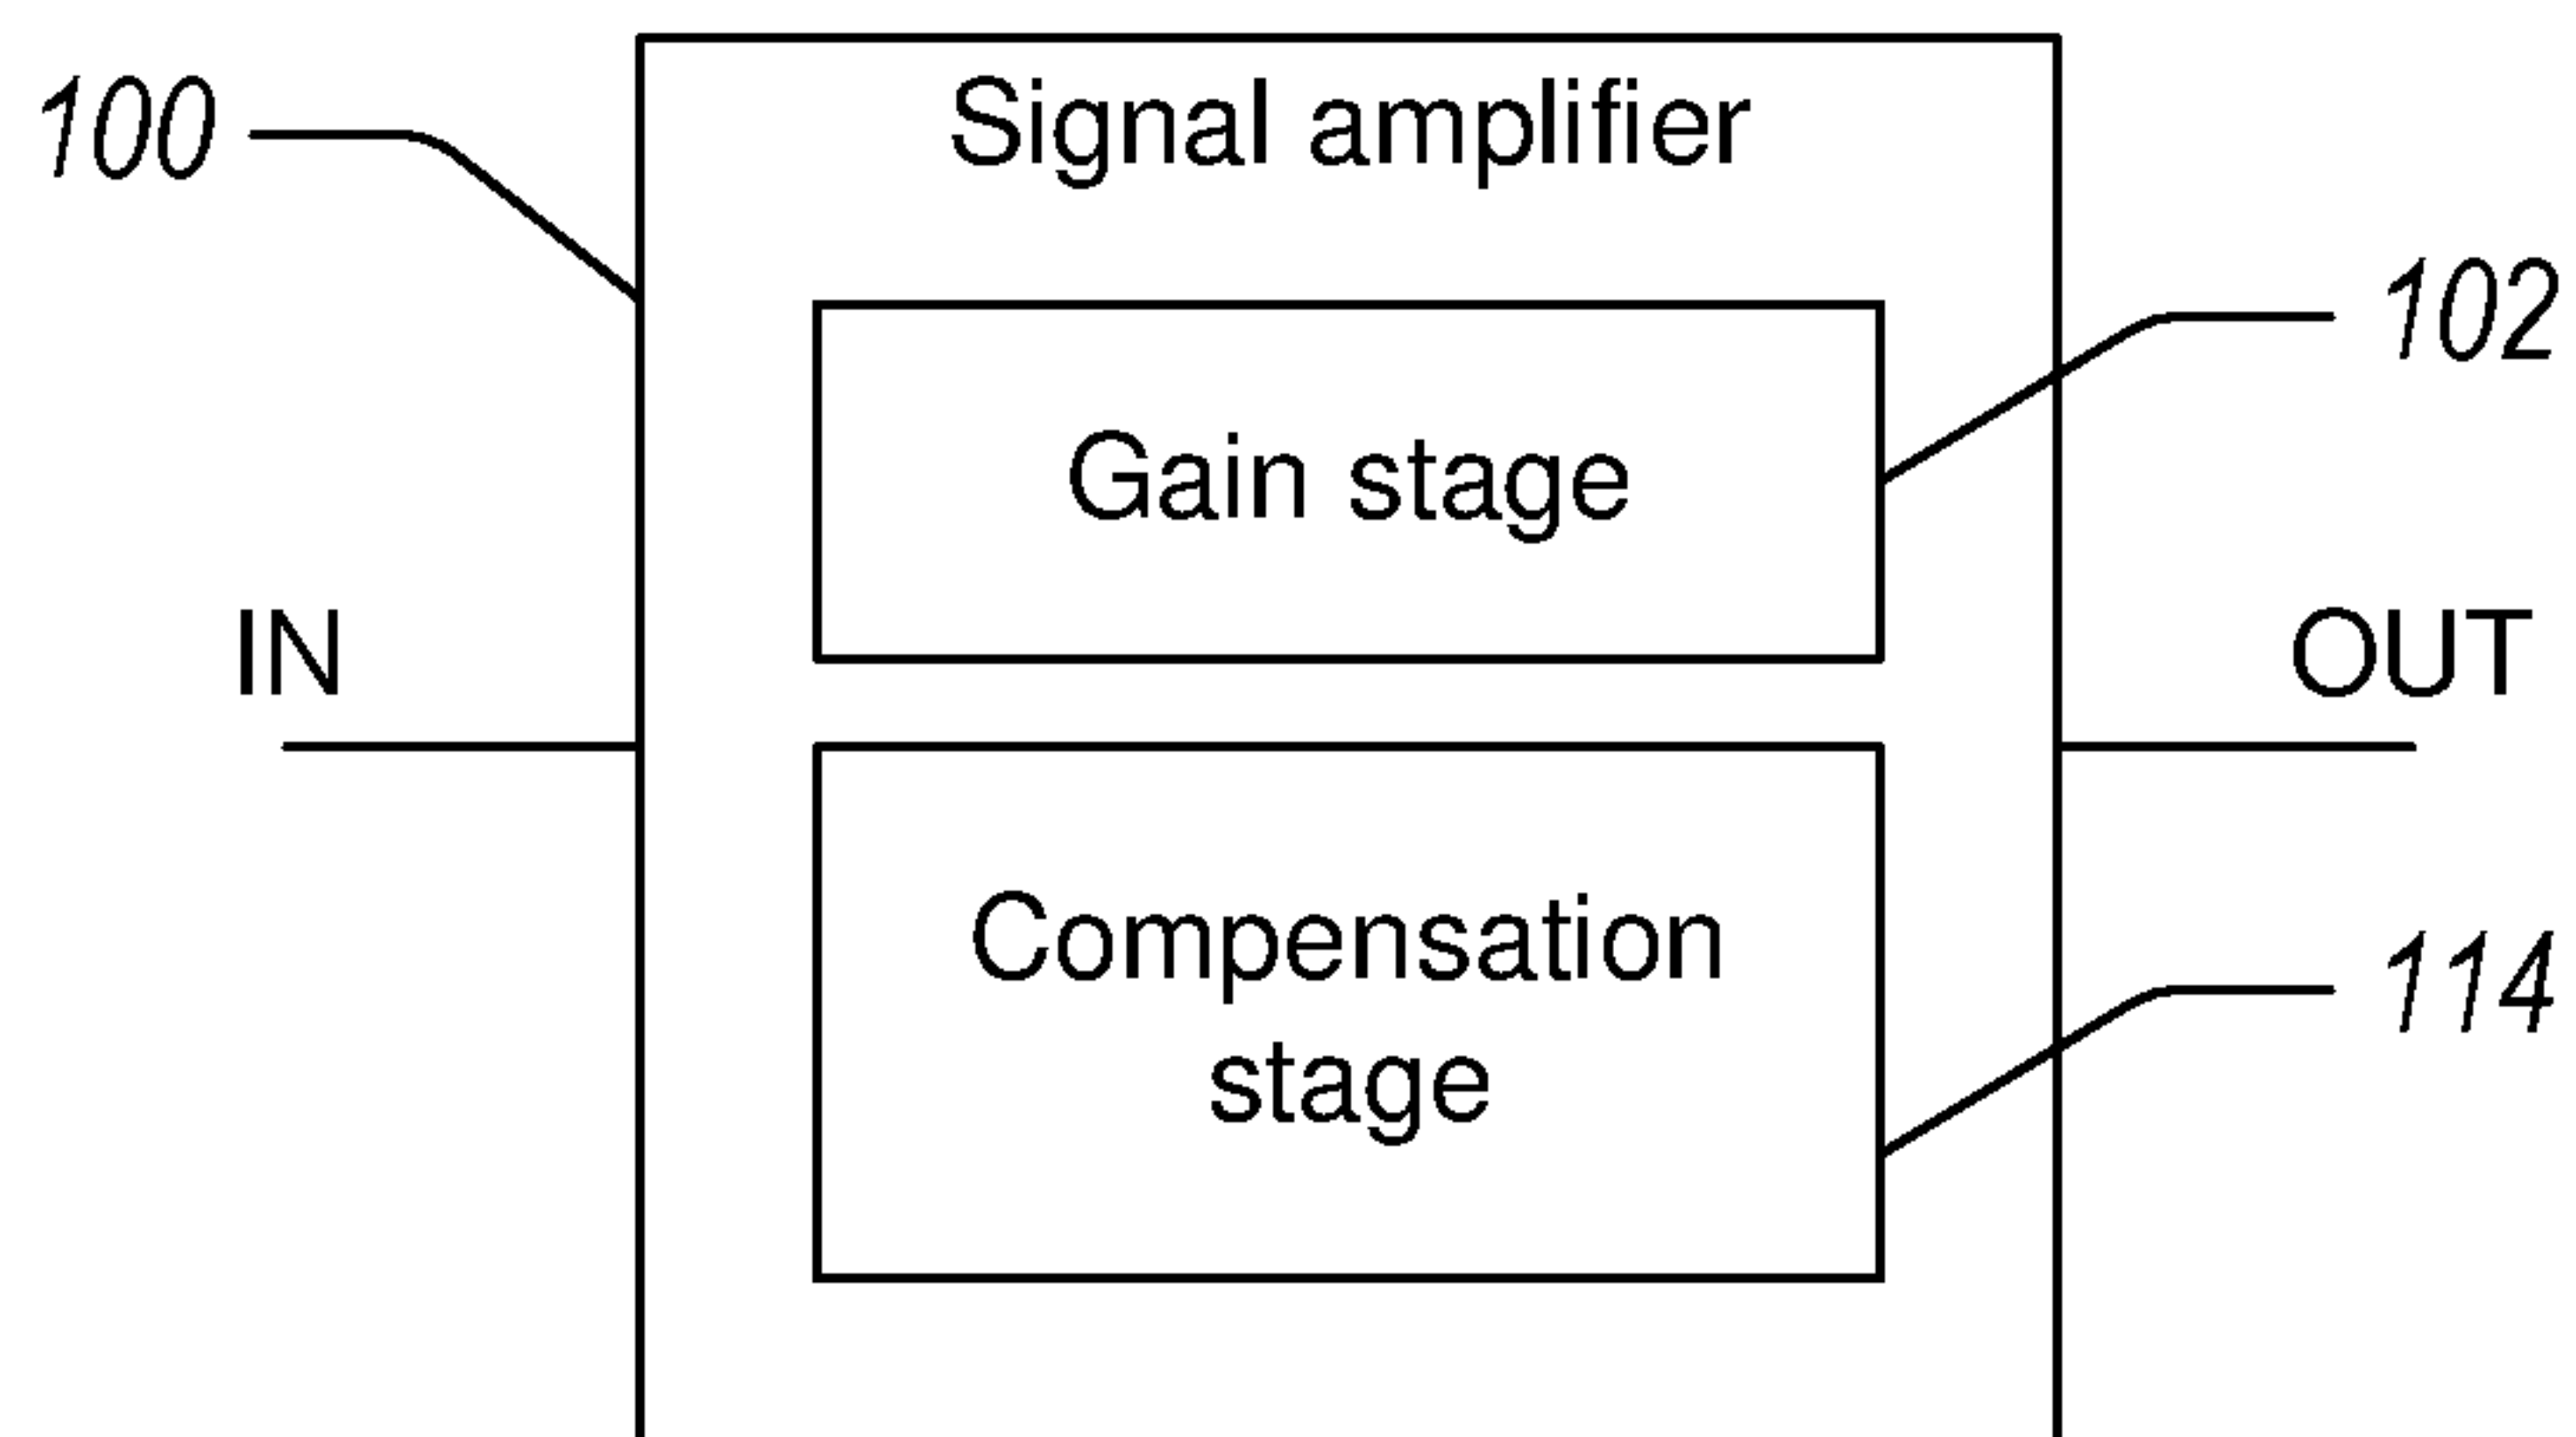 100
Signal amplifier
102
Gain stage
IN
OUT
Compensation
stage
114